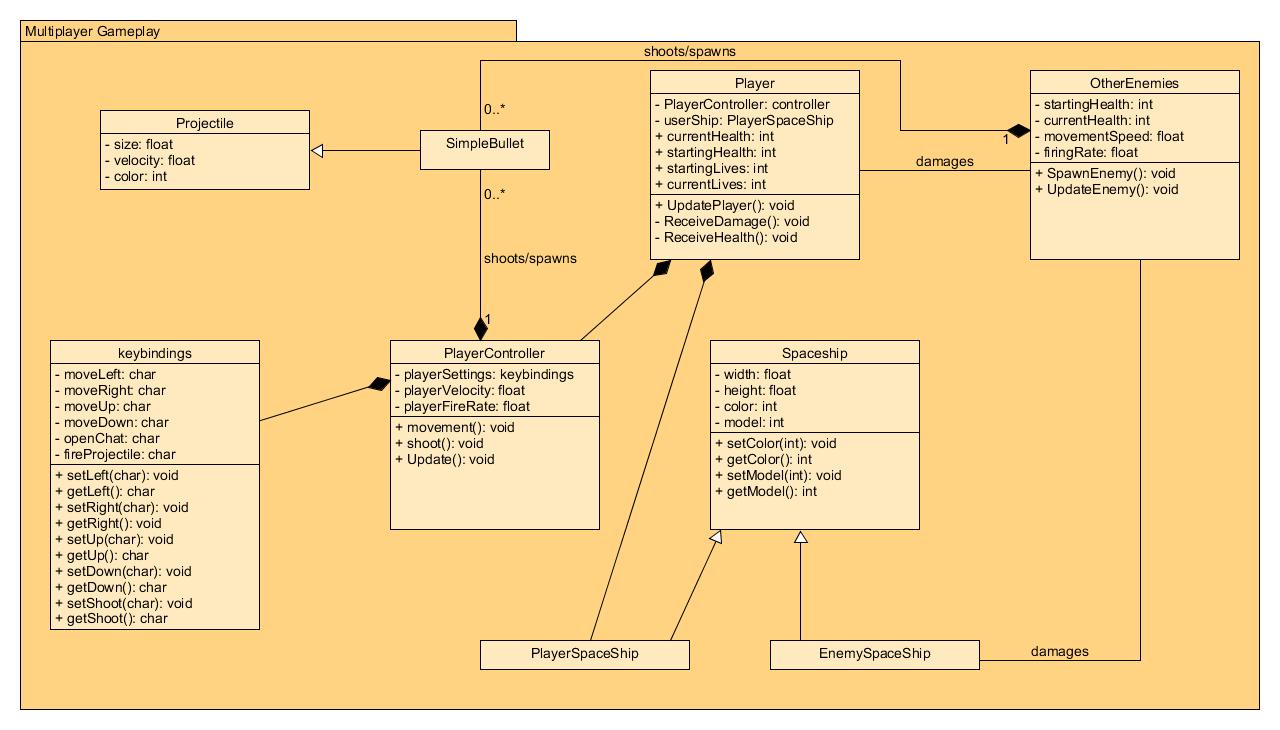 Multiplayer Gameplay
shoots/spawns
Projectile
- size: float
- velocity: float
- color: int
0..*
SimpleBullet
0..*
shoots/spawns
1
Player
- PlayerController: controller
- userShip: PlayerSpaceShip
+ currentHealth: int
+ startingHealth: int
+ startingLives: int
+ currentLives: int
+ UpdatePlayer(): void
- ReceiveDamage(): void
- ReceiveHealth(): void
damages
1
OtherEnemies
- startingHealth: int
- currentHealth: int
- movementSpeed: float
- firingRate: float
+ SpawnEnemy(): void
+ UpdateEnemy(): void
keybindings
- moveLeft: char
- moveRight: char
- moveUp: char
- moveDown: char
- openChat: char
- fireProjectile: char
+ setLeft(char): void
+ getLeft(): char
+ setRight(char): void
+ getRight(): void
+ setUp(char): void
+ getUp(): char
+ setDown(char): void
+ getDown(): char
+ setShoot(char): void
+ getShoot(): char
PlayerController
- playerSettings: keybindings
- playerVelocity: float
- playerFireRate: float
+ movement(): void
+ shoot(): void
+ Update(): void
Spaceship
- width: float
- height: float
- color: int
- model: int
+ setColor(int): void
+ getColor(): int
+ setModel(int): void
+ getModel(): int
PlayerSpaceShip
EnemySpaceShip
damages